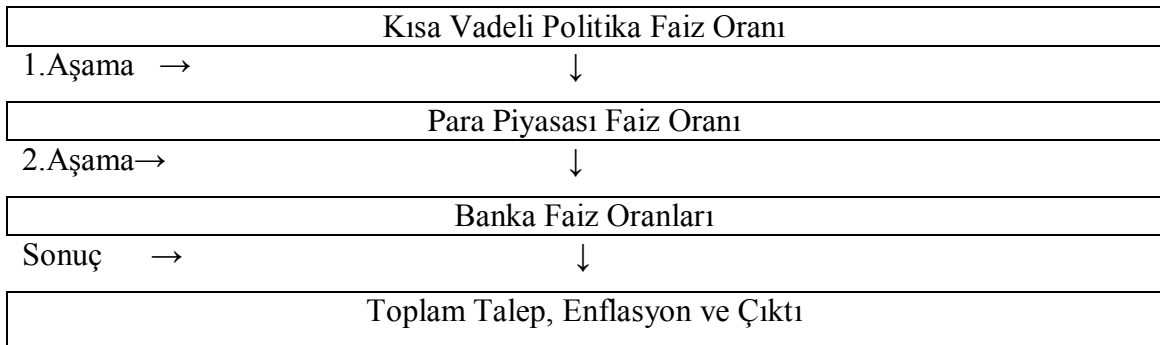 Kısa Vadeli Politika Faiz Oranı
1.Aşama → ↓
Para Piyasası Faiz Oranı
2.Aşama→ ↓
Banka Faiz Oranları
Sonuç → ↓
Toplam Talep, Enflasyon ve Çıktı